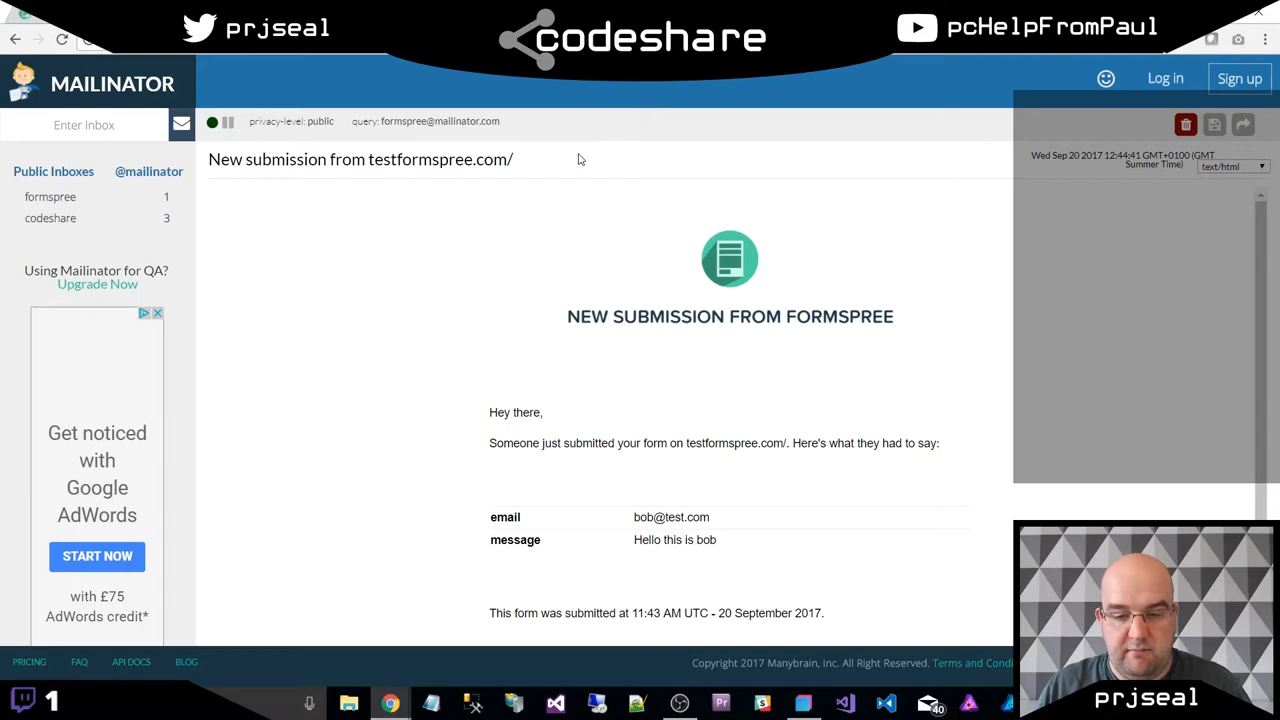 prjseal
codeshare
pcHelpFromPaul
MAILINATOR
Log in
Sign up
Enter Inbox
privacy-level: public
query: formspree@mailinator.com
New submission from testformspree.com/
Wed Sep 20 2017 12:44:41 GMT+0100 (GMT
Summer Time)
text/html
Public Inboxes
@mailinator
formspree
1
codeshare
3
Using Mailinator for QA?
Upgrade Now
NEW SUBMISSION FROM FORMSPREE
Hey there,
Someone just submitted your form on testformspree.com/. Here's what they had to say:
Get noticed
with
Google
AdWords
START NOW
with £75
AdWords credit*
email
bob@test.com
message
Hello this is bob
This form was submitted at 11:43 AM UTC - 20 September 2017.
PRICING
FAQ
API DOCS
BLOG
Copyright 2017 Manybrain, Inc. All Right Reserved. Terms and Condi
1
Pr
40
prjseal